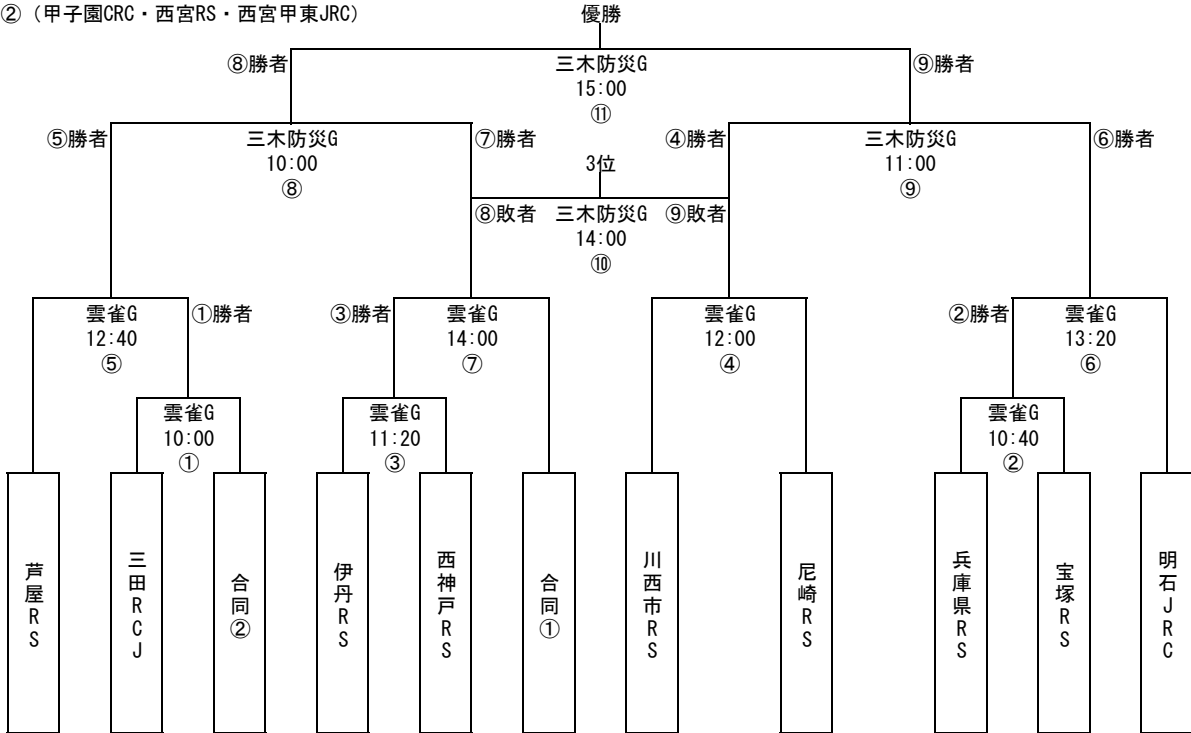 ② (甲子園CRC・西宮RS・西宮甲東JRC)
優勝
⑧勝者
三木防災G
⑨勝者
15:00
⑪
⑤勝者
三木防災G
⑦勝者
④勝者
三木防災G
⑥勝者
10:00
3位
11:00
⑧
⑨
⑧敗者
三木防災G
⑨敗者
14:00
⑩
雲雀G
①勝者
③勝者
雲雀G
雲雀G
②勝者
雲雀G
12:40
14:00
12:00
13:20
⑤
⑦
④
⑥
雲雀G
雲雀G
雲雀G
10:00
11:20
10:40
①
③
②
芦屋RS
三田RCJ
合同②
伊丹RS
西神戸RS
合同①
川西市RS
尼崎RS
兵庫県RS
宝塚RS
明石JRC